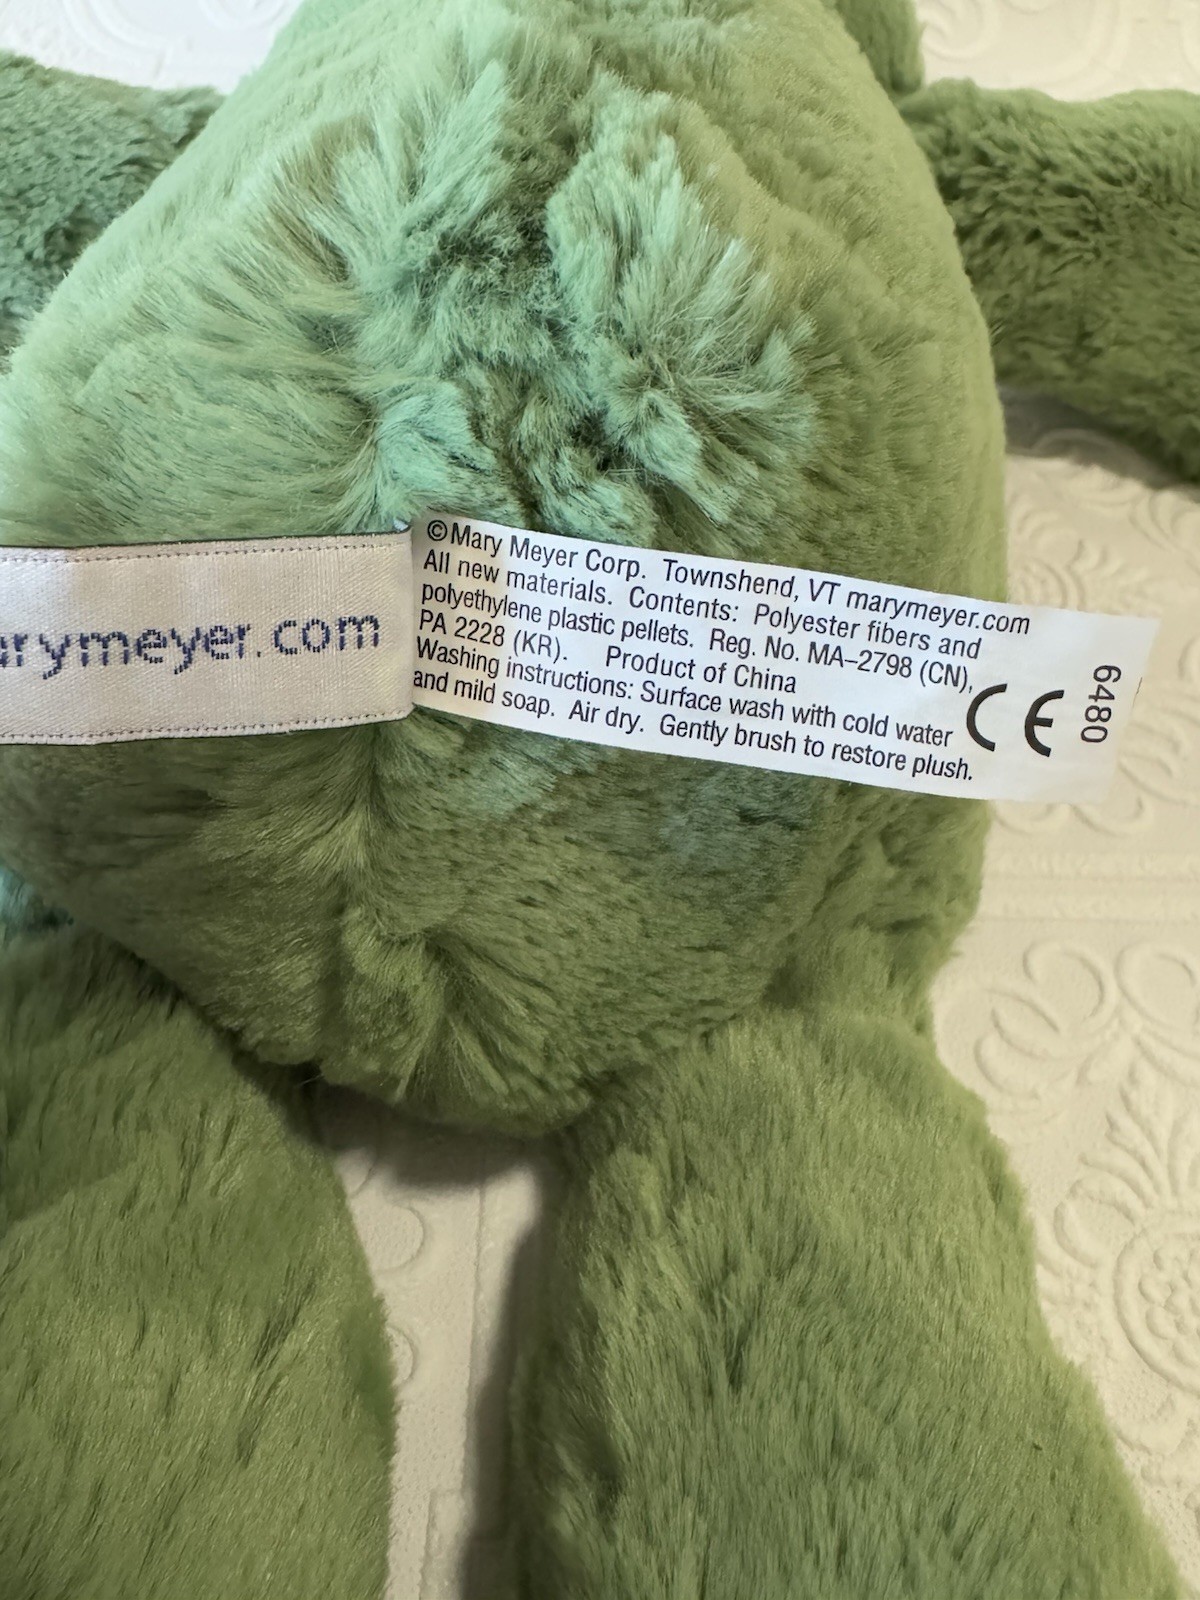 arymeyer.com
©Mary Meyer Corp. Townshend, VT marymeyer.com
All new materials. Contents: Polyester fibers and
polyethylene plastic pellets. Reg. No. MA–2798 (CN),
PA 2228 (KR). Product of China
Washing instructions: Surface wash with cold water
and mild soap. Air dry. Gently brush to restore plush.
CE
6480